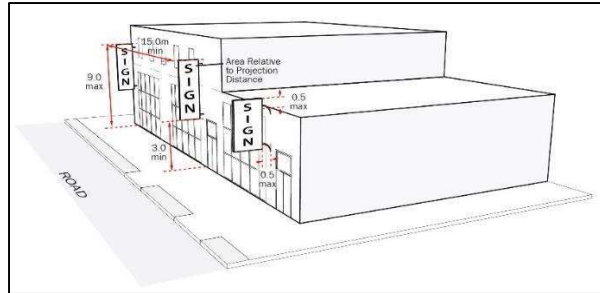 15.0m
min
Area Relative
to Projection
Distance
SIGN
SIGN
SIGN
9.0
max
0.5
max
3.0
min
0.5
max
ROAD